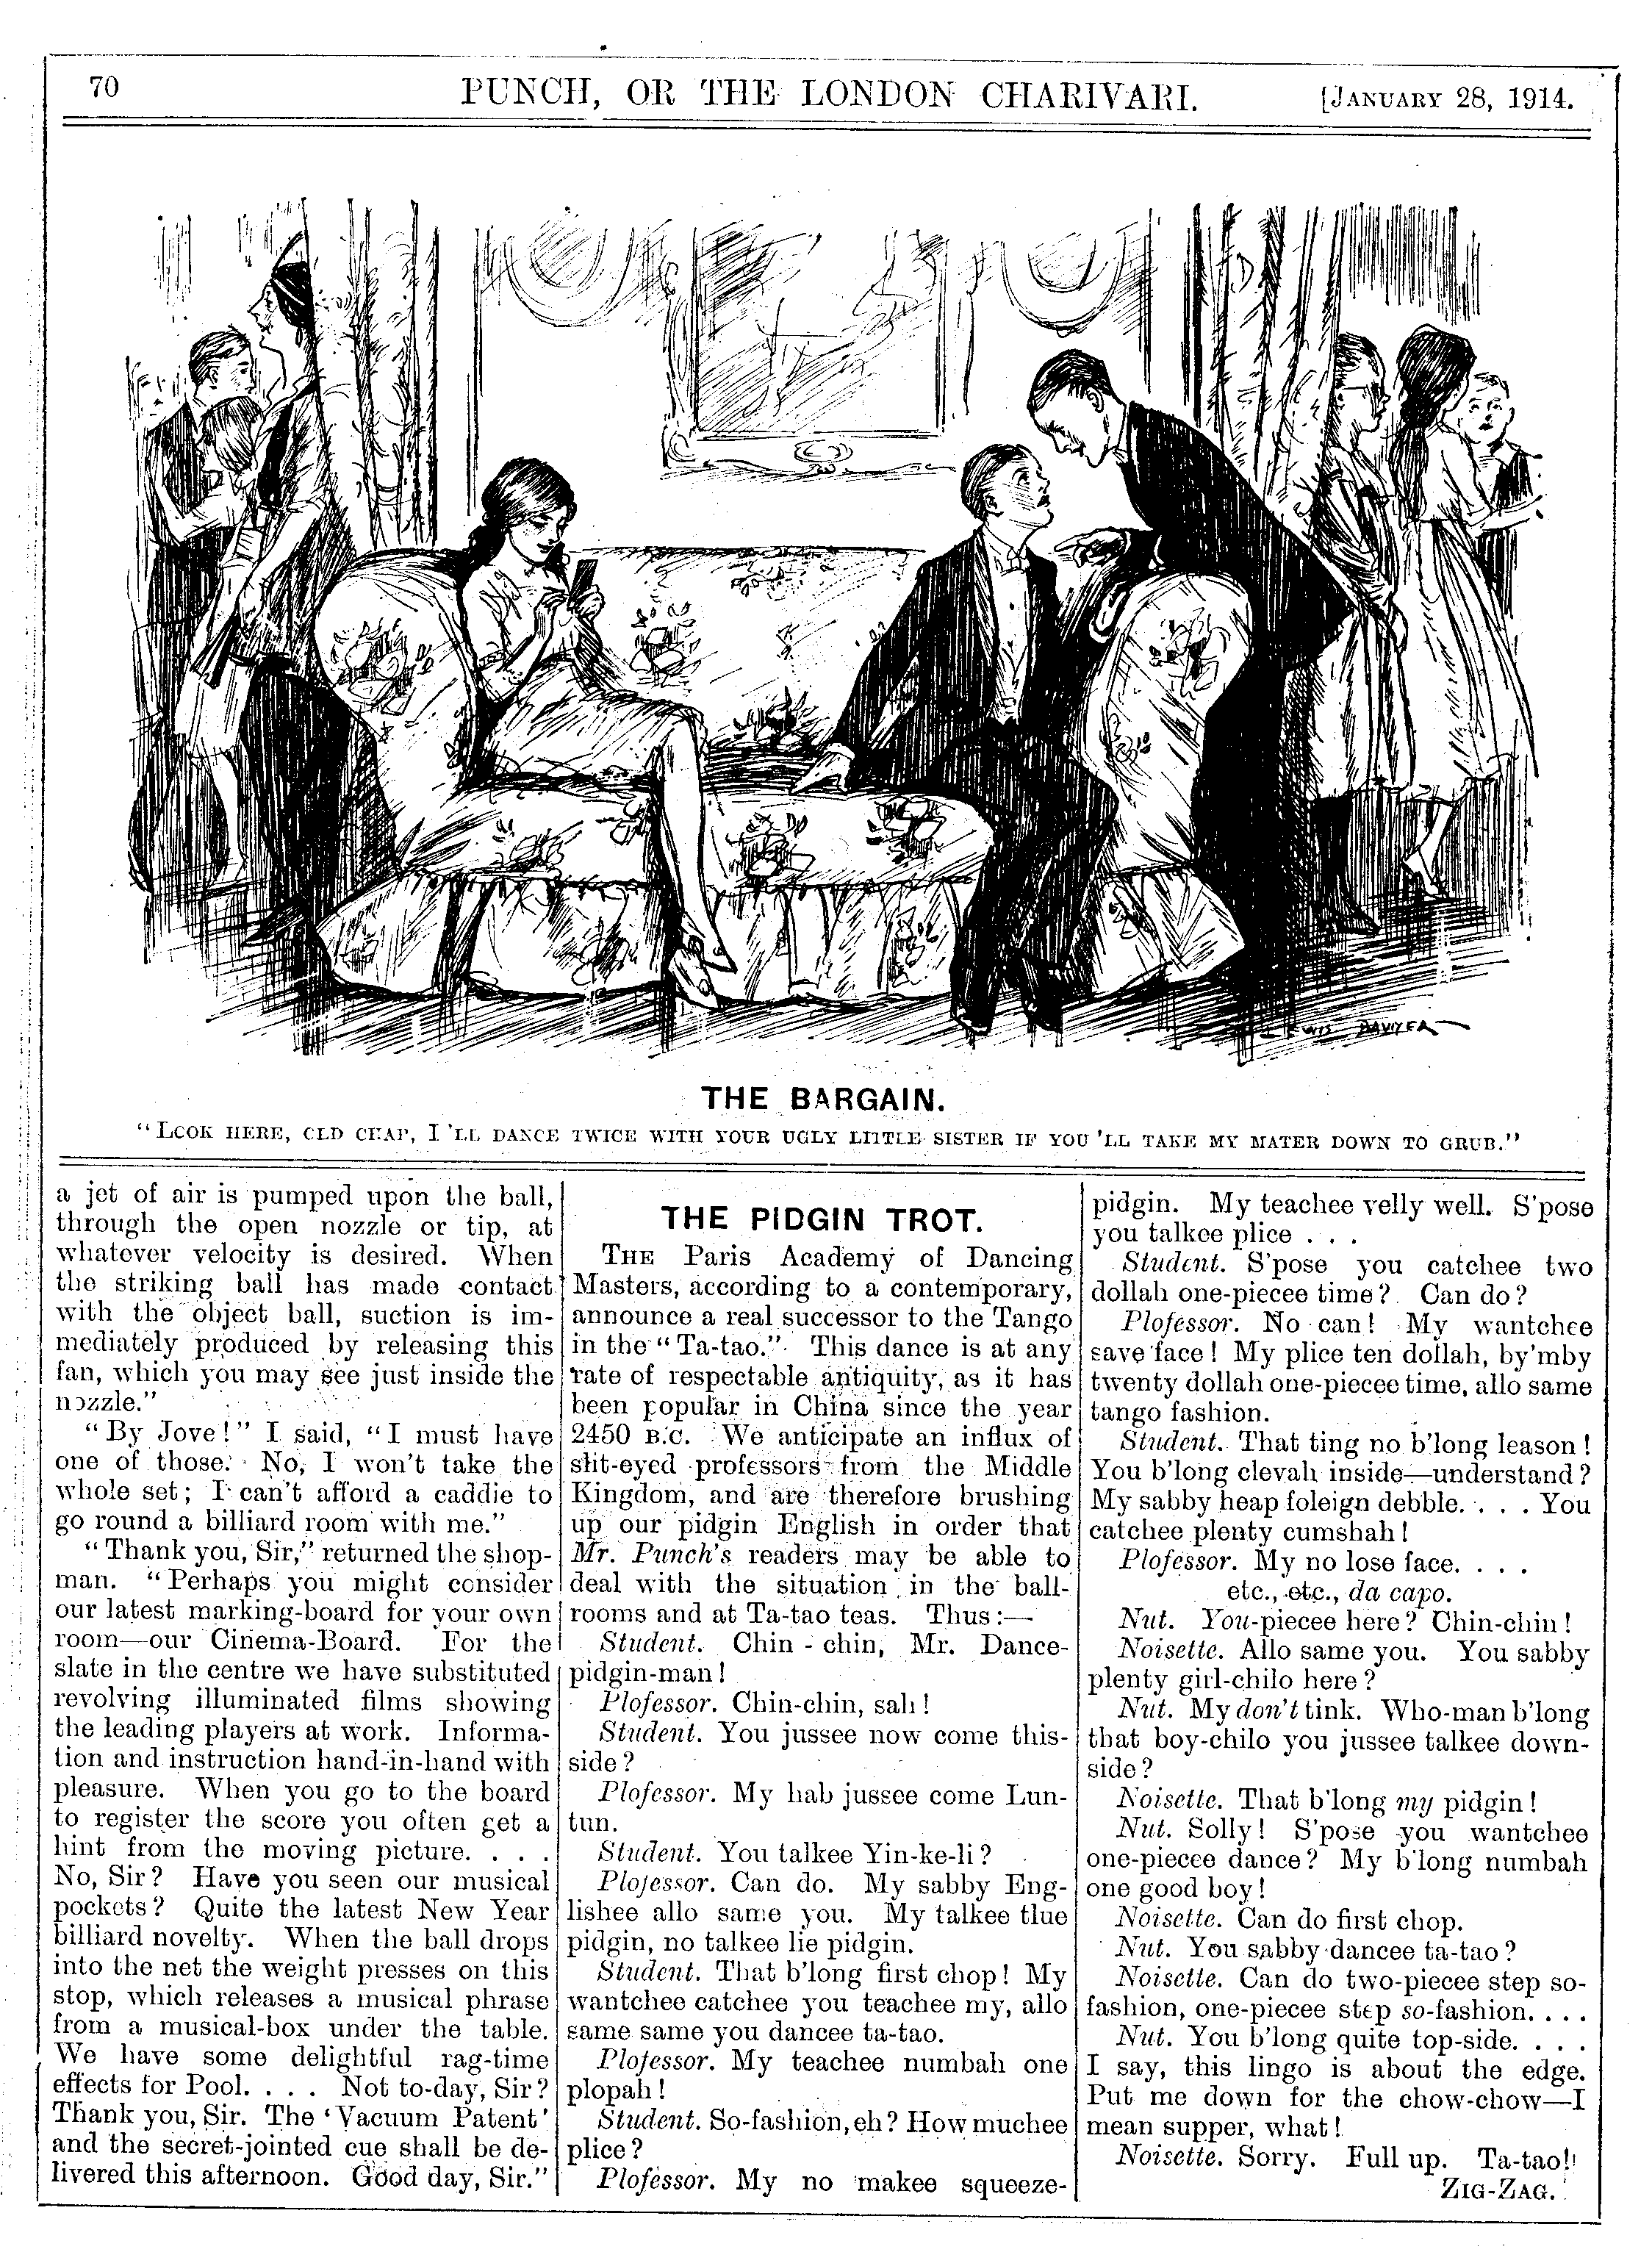 70
PUNCH, OR THE LONDON CHARIVARI.
[JANUARY 28, 1914.
LEWIS BAUMER
THE BARGAIN.
"LOOK HERE, OLD CHAP, I'LL DANCE TWICE WITH YOUR UGLY LITTLE SISTER IF YOU'LL TAKE MY MATER DOWN TO GRUB."
a jet of air is pumped upon the ball,
through the open nozzle or tip, at
whatever velocity is desired. When
the striking ball has made contact
with the object ball, suction is im-
mediately produced by releasing this
fan, which you may see just inside the
nozzle."
"By Jove!" I said, "I must have
one of those. No, I won't take the
whole set; I can't afford a caddie to
go round a billiard room with me."
"Thank you, Sir," returned the shop-
man. "Perhaps you might consider
our latest marking-board for your own
room—our Cinema-Board. For the
slate in the centre we have substituted
revolving illuminated films showing
the leading players at work. Informa-
tion and instruction hand-in-hand with
pleasure. When you go to the board
to register the score you often get a
hint from the moving picture. . . .
No, Sir? Have you seen our musical
pockets? Quite the latest New Year
billiard novelty. When the ball drops
into the net the weight presses on this
stop, which releases a musical phrase
from a musical-box under the table.
We have some delightful rag-time
effects for Pool. . . . Not to-day, Sir?
Thank you, Sir. The 'Vacuum Patent'
and the secret-jointed cue shall be de-
livered this afternoon. Good day, Sir."
THE PIDGIN TROT.
THE Paris Academy of Dancing
Masters, according to a contemporary,
announce a real successor to the Tango
in the "Ta-tao." This dance is at any
rate of respectable antiquity, as it has
been popular in China since the year
2450 B.C. We anticipate an influx of
slit-eyed professors from the Middle
Kingdom, and are therefore brushing
up our pidgin English in order that
Mr. Punch's readers may be able to
deal with the situation in the ball-
rooms and at Ta-tao teas. Thus:—
Student. Chin-chin, Mr. Dance-
pidgin-man!
Plofessor. Chin-chin, sah!
Student. You jussee now come this-
side?
Plofessor. My hab jussee come Lun-
tun.
Student. You talkee Yin-ke-li?
Plofessor. Can do. My sabby Eng-
lishee allo same you. My talkee tlue
pidgin, no talkee lie pidgin.
Student. That b'long first chop! My
wantchee catchee you teachee my, allo
same same you dancee ta-tao.
Plofessor. My teachee numbah one
plopah!
Student. So-fashion, eh? How muchee
plice?
Plofessor. My no makee squeeze-
pidgin. My teachee velly well. S'pose
you talkee plice . . .
Student. S'pose you catchee two
dollah one-piecee time? Can do?
Plofessor. No can! My wantchee
save face! My plice ten dollah, by'mby
twenty dollah one-piecee time, allo same
tango fashion.
Student. That ting no b'long leason!
You b'long clevah inside—understand?
My sabby heap foleign debble. . . . You
catchee plenty cumshah!
Plofessor. My no lose face. . . .
etc., etc., da capo.
Nut. You-piecee here? Chin-chin!
Noisette. Allo same you. You sabby
plenty girl-chilo here?
Nut. My don't tink. Who-man b'long
that boy-chilo you jussee talkee down-
side?
Noisette. That b'long my pidgin!
Nut. Solly! S'pose you wantchee
one-piecee dance? My b'long numbah
one good boy!
Noisette. Can do first chop.
Nut. You sabby dancee ta-tao?
Noisette. Can do two-piecee step so-
fashion, one-piecee step so-fashion. . . .
Nut. You b'long quite top-side. . . .
I say, this lingo is about the edge.
Put me down for the chow-chow—I
mean supper, what!
Noisette. Sorry. Full up. Ta-tao!
ZIG-ZAG.